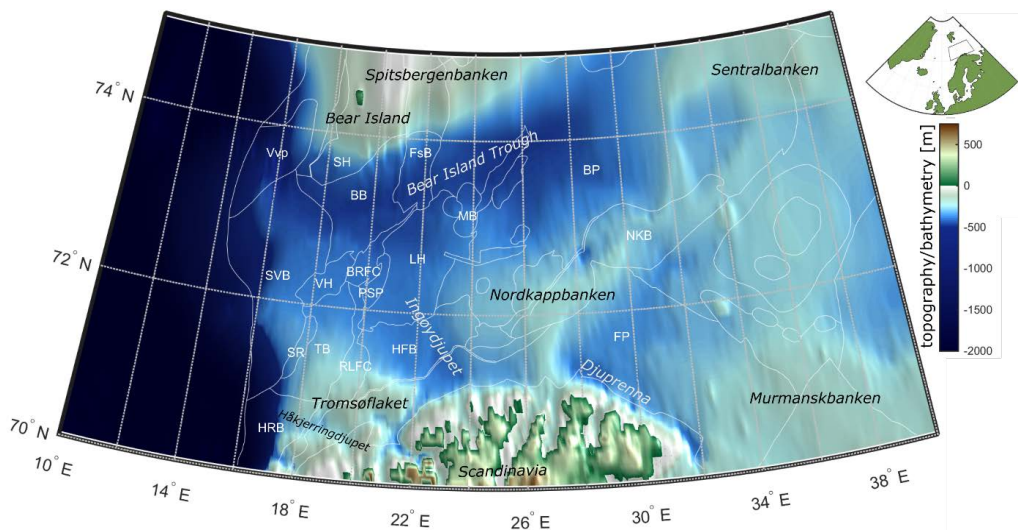 Spitsbergenbanken
Sentralbanken
74° N
Bear Island
Vvp
SH
FsB
Bear Island Trough
BB
BP
MB
NKB
72° N
SVB
VH
BRFC
LH
PSP
Nordkappbanken
Ingøydjupet
SR
TB
HFB
FP
RLFC
Djuprenna
Tromsøflaket
Murmanskbanken
Håkjerringdjupet
HRB
70° N
Scandinavia
10° E
14° E
18° E
22° E
26° E
30° E
34° E
38° E
topography/bathymetry [m]
500
0
-500
-1000
-1500
-2000